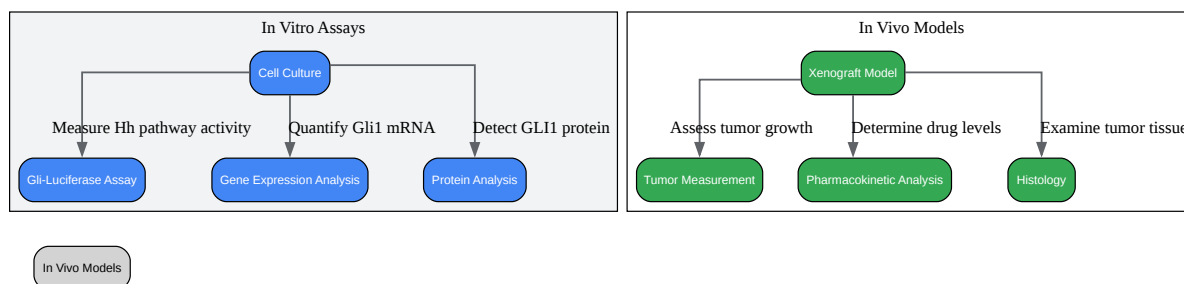 In Vitro Assays
Cell Culture
Measure Hh pathway activity
Quantify Gli1 mRNA
Detect GLI1 protein
Gli-Luciferase Assay
Gene Expression Analysis
Protein Analysis
In Vivo Models
Xenograft Model
Assess tumor growth
Determine drug levels
Examine tumor tissue
Tumor Measurement
Pharmacokinetic Analysis
Histology
In Vivo Models